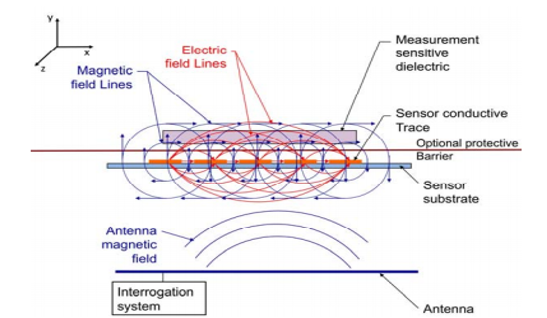 y
x
z
Electric
field Lines
Magnetic
field Lines
Measurement
sensitive
dielectric
Sensor conductive
Trace
Optional protective
Barrier
Sensor
substrate
Antenna
magnetic
field
Interrogation
system
Antenna